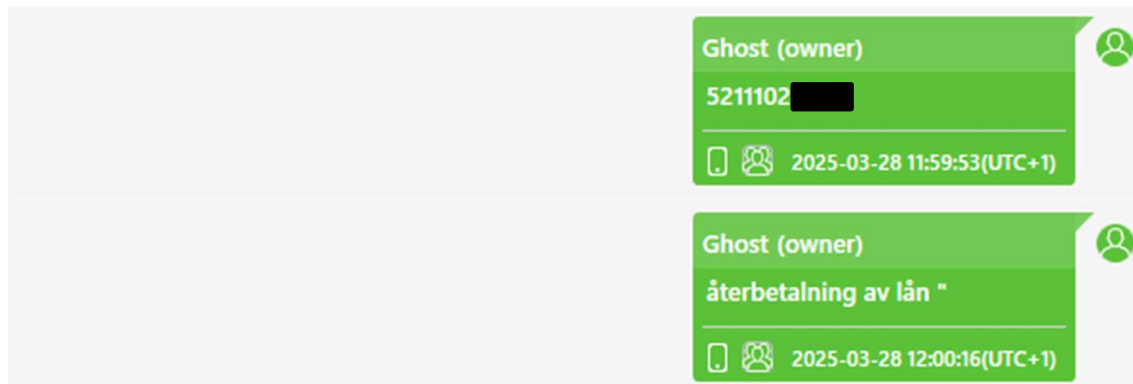 Ghost (owner)
5211102
2025-03-28 11:59:53(UTC+1)
Ghost (owner)
återbetalning av lån "
2025-03-28 12:00:16(UTC+1)